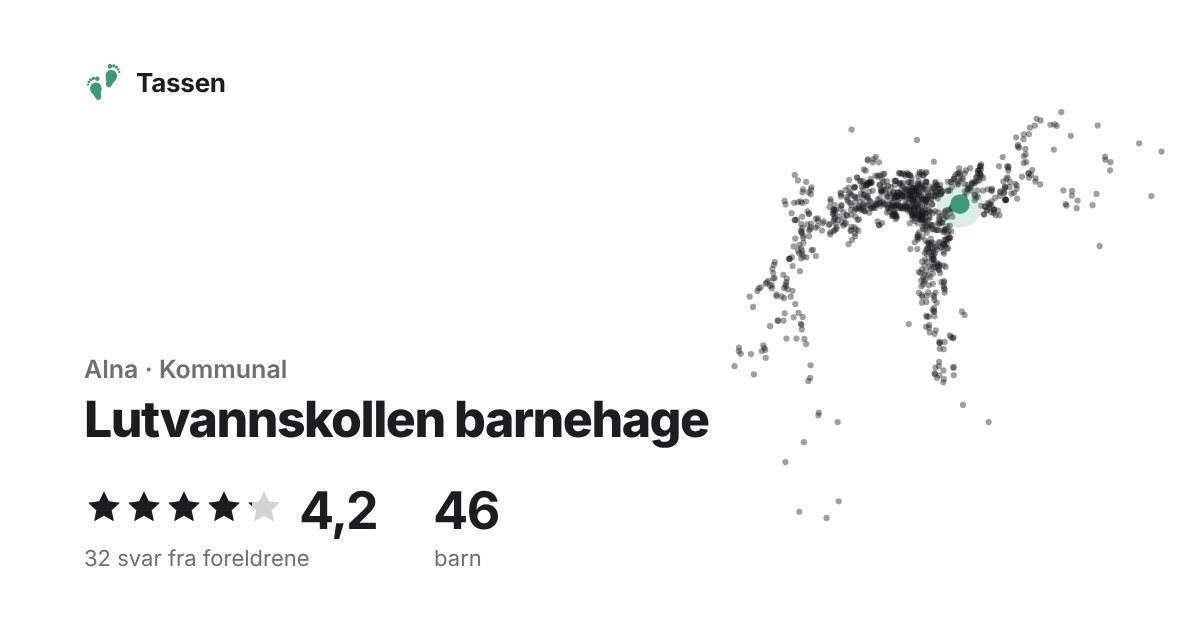 Tassen
Alna · Kommunal
Lutvannskollen barnehage
4,2
46
32 svar fra foreldrene
barn